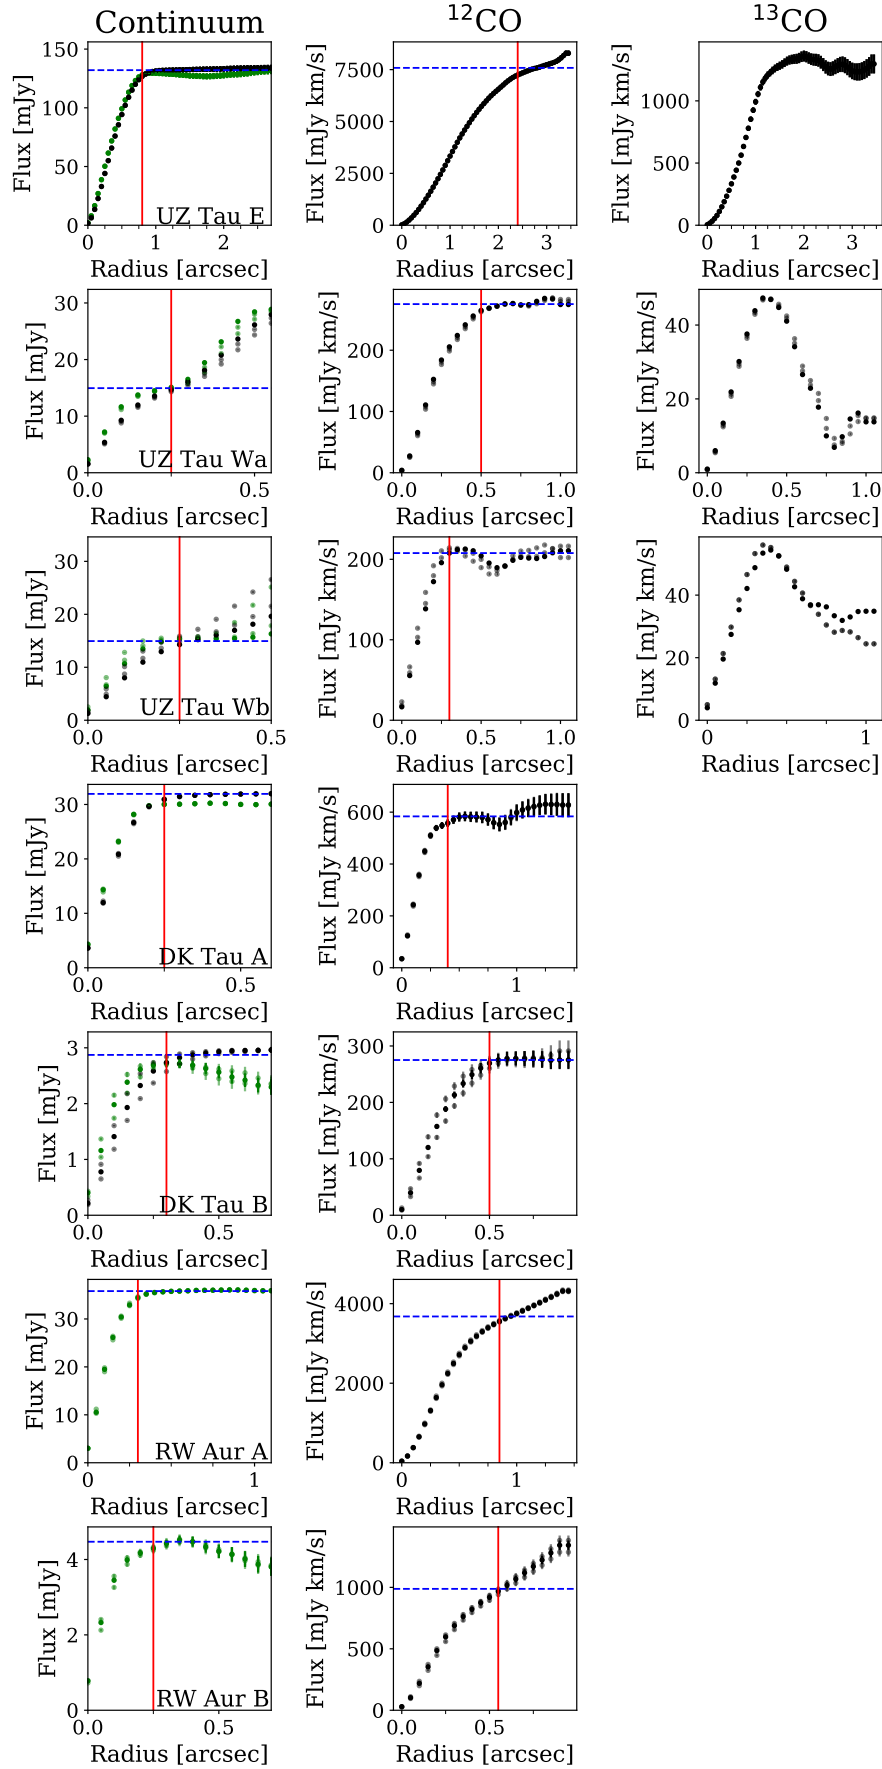 Continuum
¹²CO
¹³CO
150
100
50
0
Flux [mJy]
UZ Tau E
0 2
Radius [arcsec]
7500
5000
2500
0
Flux [mJy km/s]
0 1 2 3
Radius [arcsec]
1000
500
0
Flux [mJy km/s]
0 1 2 3
Radius [arcsec]
30
20
10
0
Flux [mJy]
UZ Tau Wa
0.0 0.5
Radius [arcsec]
200
100
0
Flux [mJy km/s]
0.0 0.5 1.0
Radius [arcsec]
40
20
0
Flux [mJy km/s]
0.0 0.5 1.0
Radius [arcsec]
30
20
10
0
Flux [mJy]
UZ Tau Wb
0.0 0.5
Radius [arcsec]
200
100
0
Flux [mJy km/s]
0.0 0.5 1.0
Radius [arcsec]
40
20
0
Flux [mJy km/s]
0 1
Radius [arcsec]
30
20
10
0
Flux [mJy]
DK Tau A
0.0 0.5
Radius [arcsec]
600
400
200
0
Flux [mJy km/s]
0 1
Radius [arcsec]
3
2
1
0
Flux [mJy]
DK Tau B
0.0 0.5
Radius [arcsec]
300
200
100
0
Flux [mJy km/s]
0.0 0.5
Radius [arcsec]
30
20
10
0
Flux [mJy]
RW Aur A
0 1
Radius [arcsec]
4000
2000
0
Flux [mJy km/s]
0 1
Radius [arcsec]
4
2
0
Flux [mJy]
RW Aur B
0.0 0.5
Radius [arcsec]
1000
500
0
Flux [mJy km/s]
0.0 0.5
Radius [arcsec]